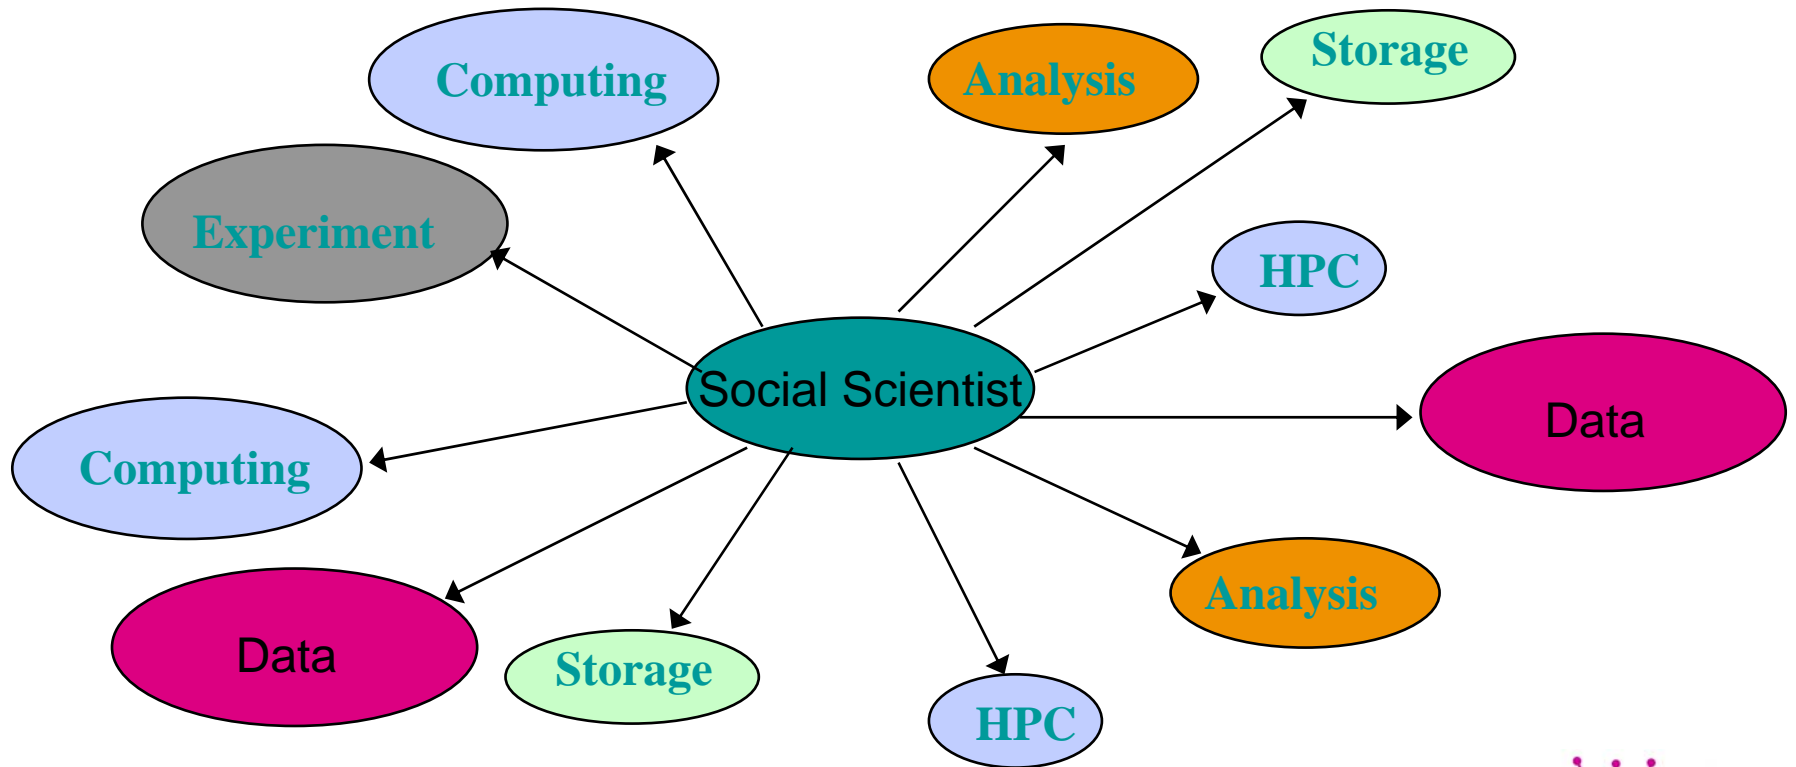 Computing
Analysis
Storage
Experiment
HPC
Social Scientist
Data
Computing
Analysis
Data
Storage
HPC